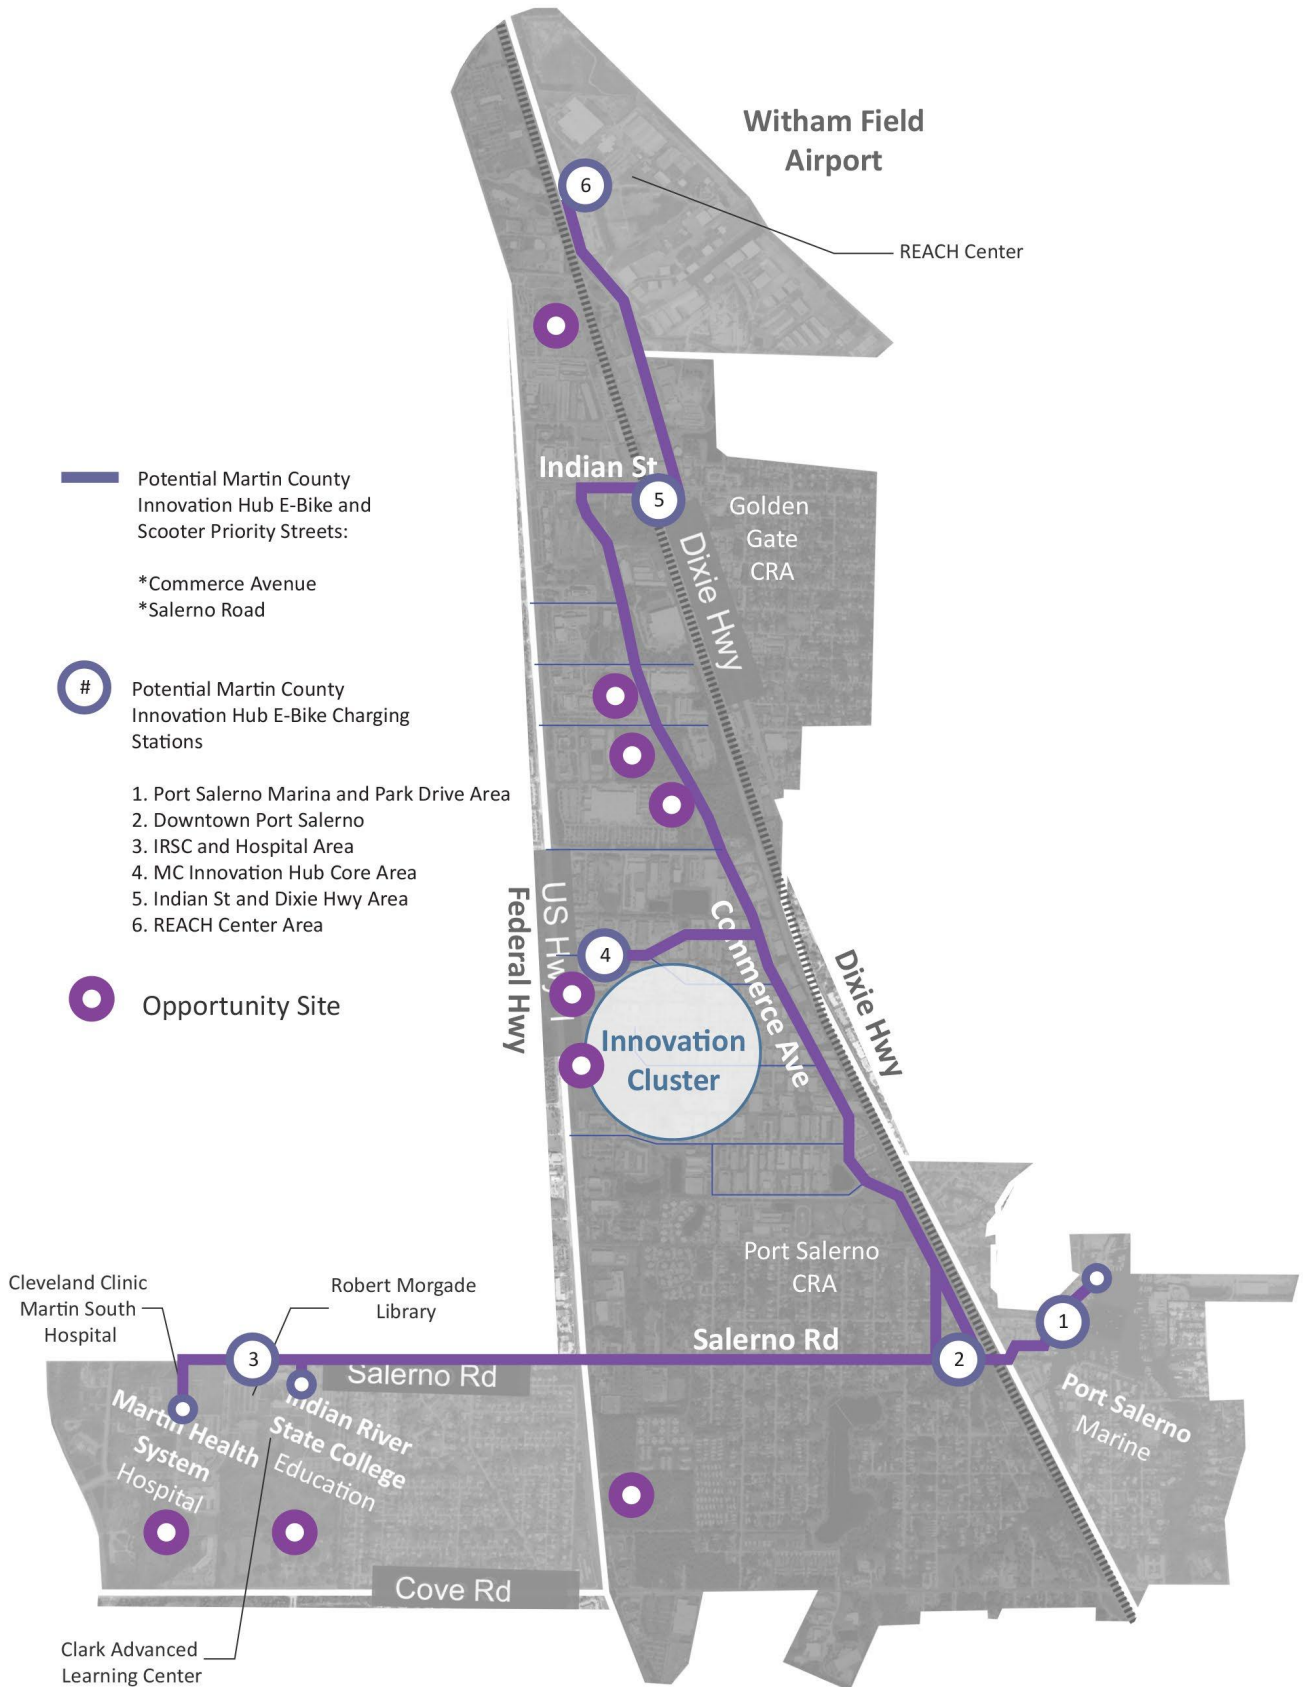 Witham Field
Airport
6
REACH Center
Indian St
5
Golden
Gate
CRA
Dixie Hwy
Potential Martin County
Innovation Hub E-Bike and
Scooter Priority Streets:
*Commerce Avenue
*Salerno Road
#
Potential Martin County
Innovation Hub E-Bike Charging
Stations
1. Port Salerno Marina and Park Drive Area
2. Downtown Port Salerno
3. IRSC and Hospital Area
4. MC Innovation Hub Core Area
5. Indian St and Dixie Hwy Area
6. REACH Center Area
Opportunity Site
US Hwy 1
Federal Hwy
4
Commerce Ave
Dixie Hwy
Innovation
Cluster
Port Salerno
CRA
Cleveland Clinic
Martin South
Hospital
Robert Morgade
Library
Salerno Rd
1
2
3
Salerno Rd
Port Salerno
Marine
Martin Health
System
Hospital
Indian River
State College
Education
Cove Rd
Clark Advanced
Learning Center